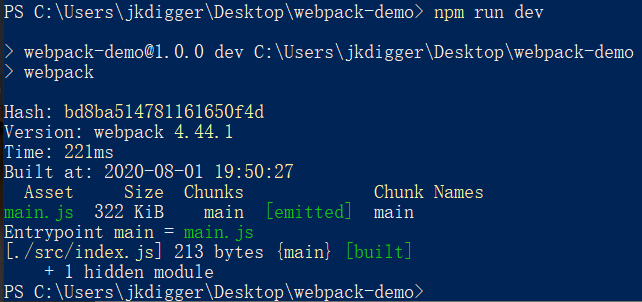 PS C:\Users\jkdigger\Desktop\webpack-demo> npm run dev
> webpack-demo@1.0.0 dev C:\Users\jkdigger\Desktop\webpack-demo
> webpack
Hash: bd8ba514781161650f4d
Version: webpack 4.44.1
Time: 221ms
Built at: 2020-08-01 19:50:27
Asset Size Chunks Chunk Names
main.js 322 KiB main [emitted] main
Entrypoint main = main.js
[./src/index.js] 213 bytes {main} [built]
+ 1 hidden module
PS C:\Users\jkdigger\Desktop\webpack-demo>